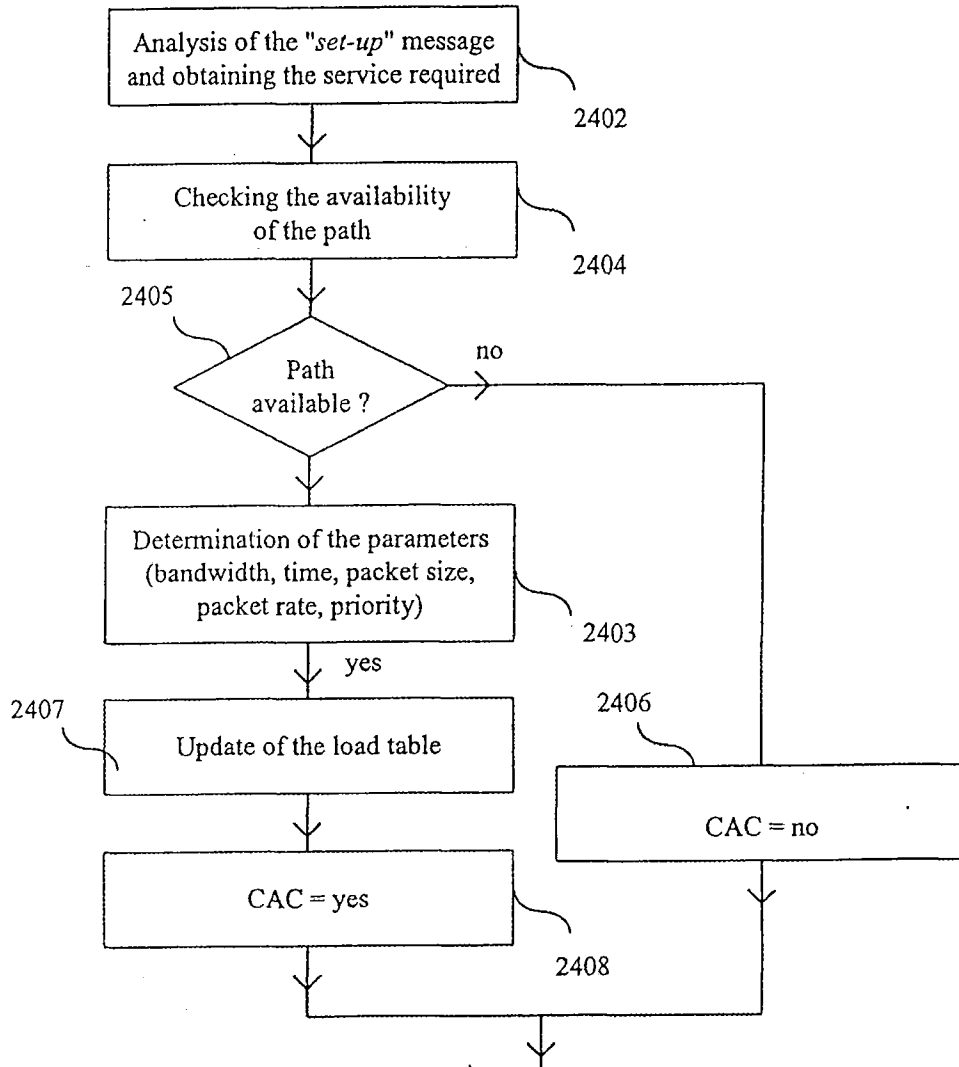 Analysis of the "set-up" message
and obtaining the service required
2402
Checking the availability
of the path
2404
2405
Path
available ?
no
Determination of the parameters
(bandwidth, time, packet size,
packet rate, priority)
2403
yes
2407
Update of the load table
2406
CAC = no
CAC = yes
2408